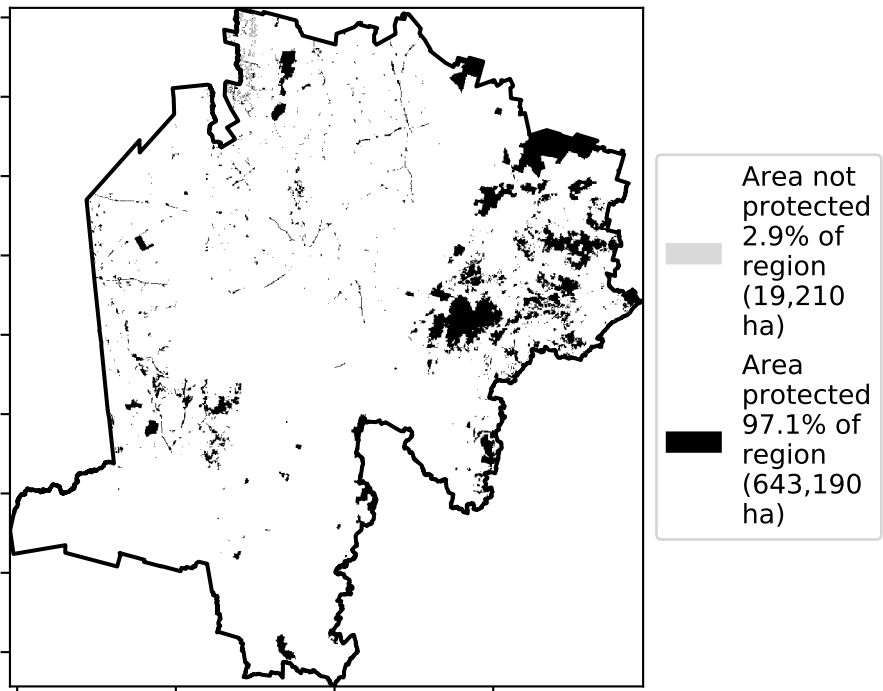 Area not
protected
2.9% of
region
(19,210
ha)
Area
protected
97.1% of
region
(643,190
ha)